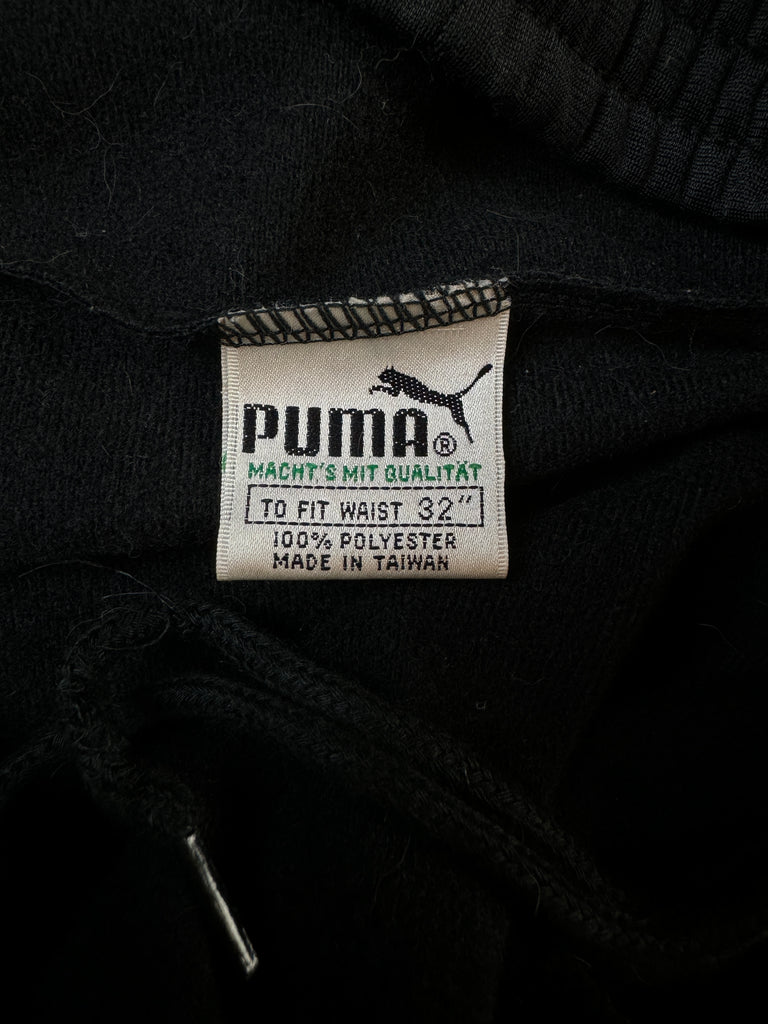 PUMA®
MACHT'S MIT QUALITÄT
TO FIT WAIST 32"
100% POLYESTER
MADE IN TAIWAN